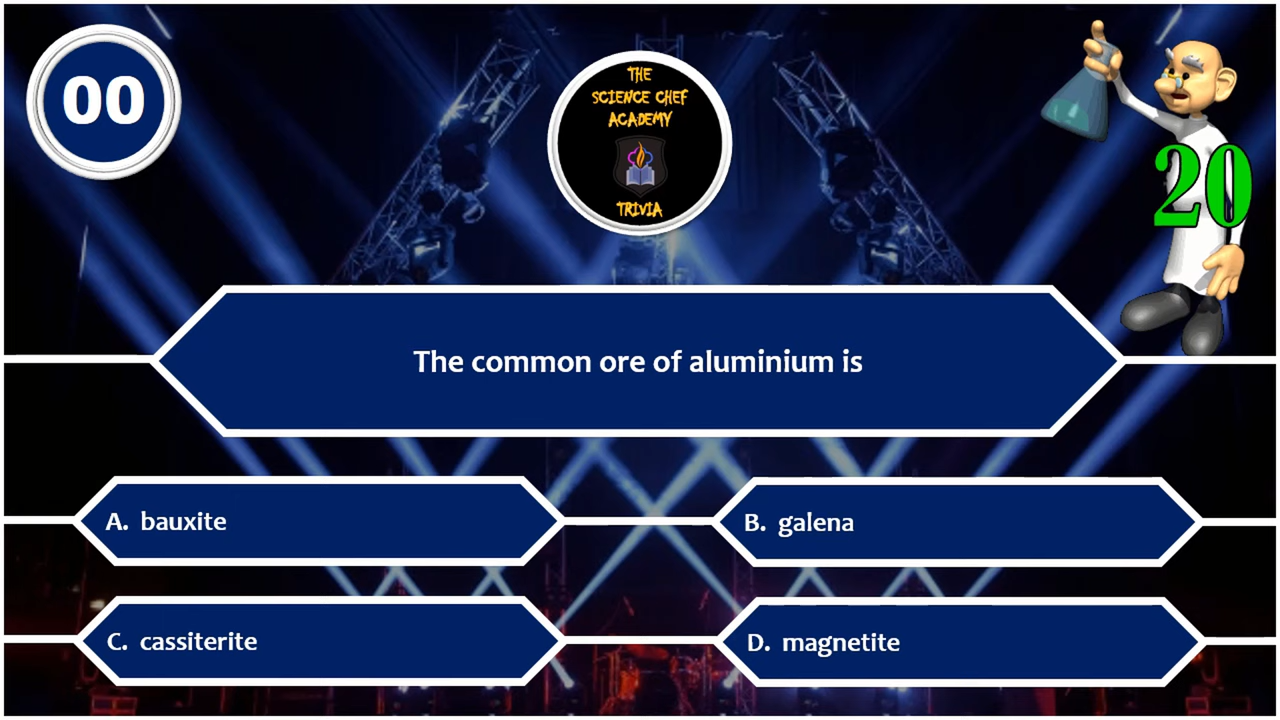 00
THE
SCIENCE CHEF
ACADEMY
TRIVIA
20
The common ore of aluminium is
A. bauxite
B. galena
C. cassiterite
D. magnetite